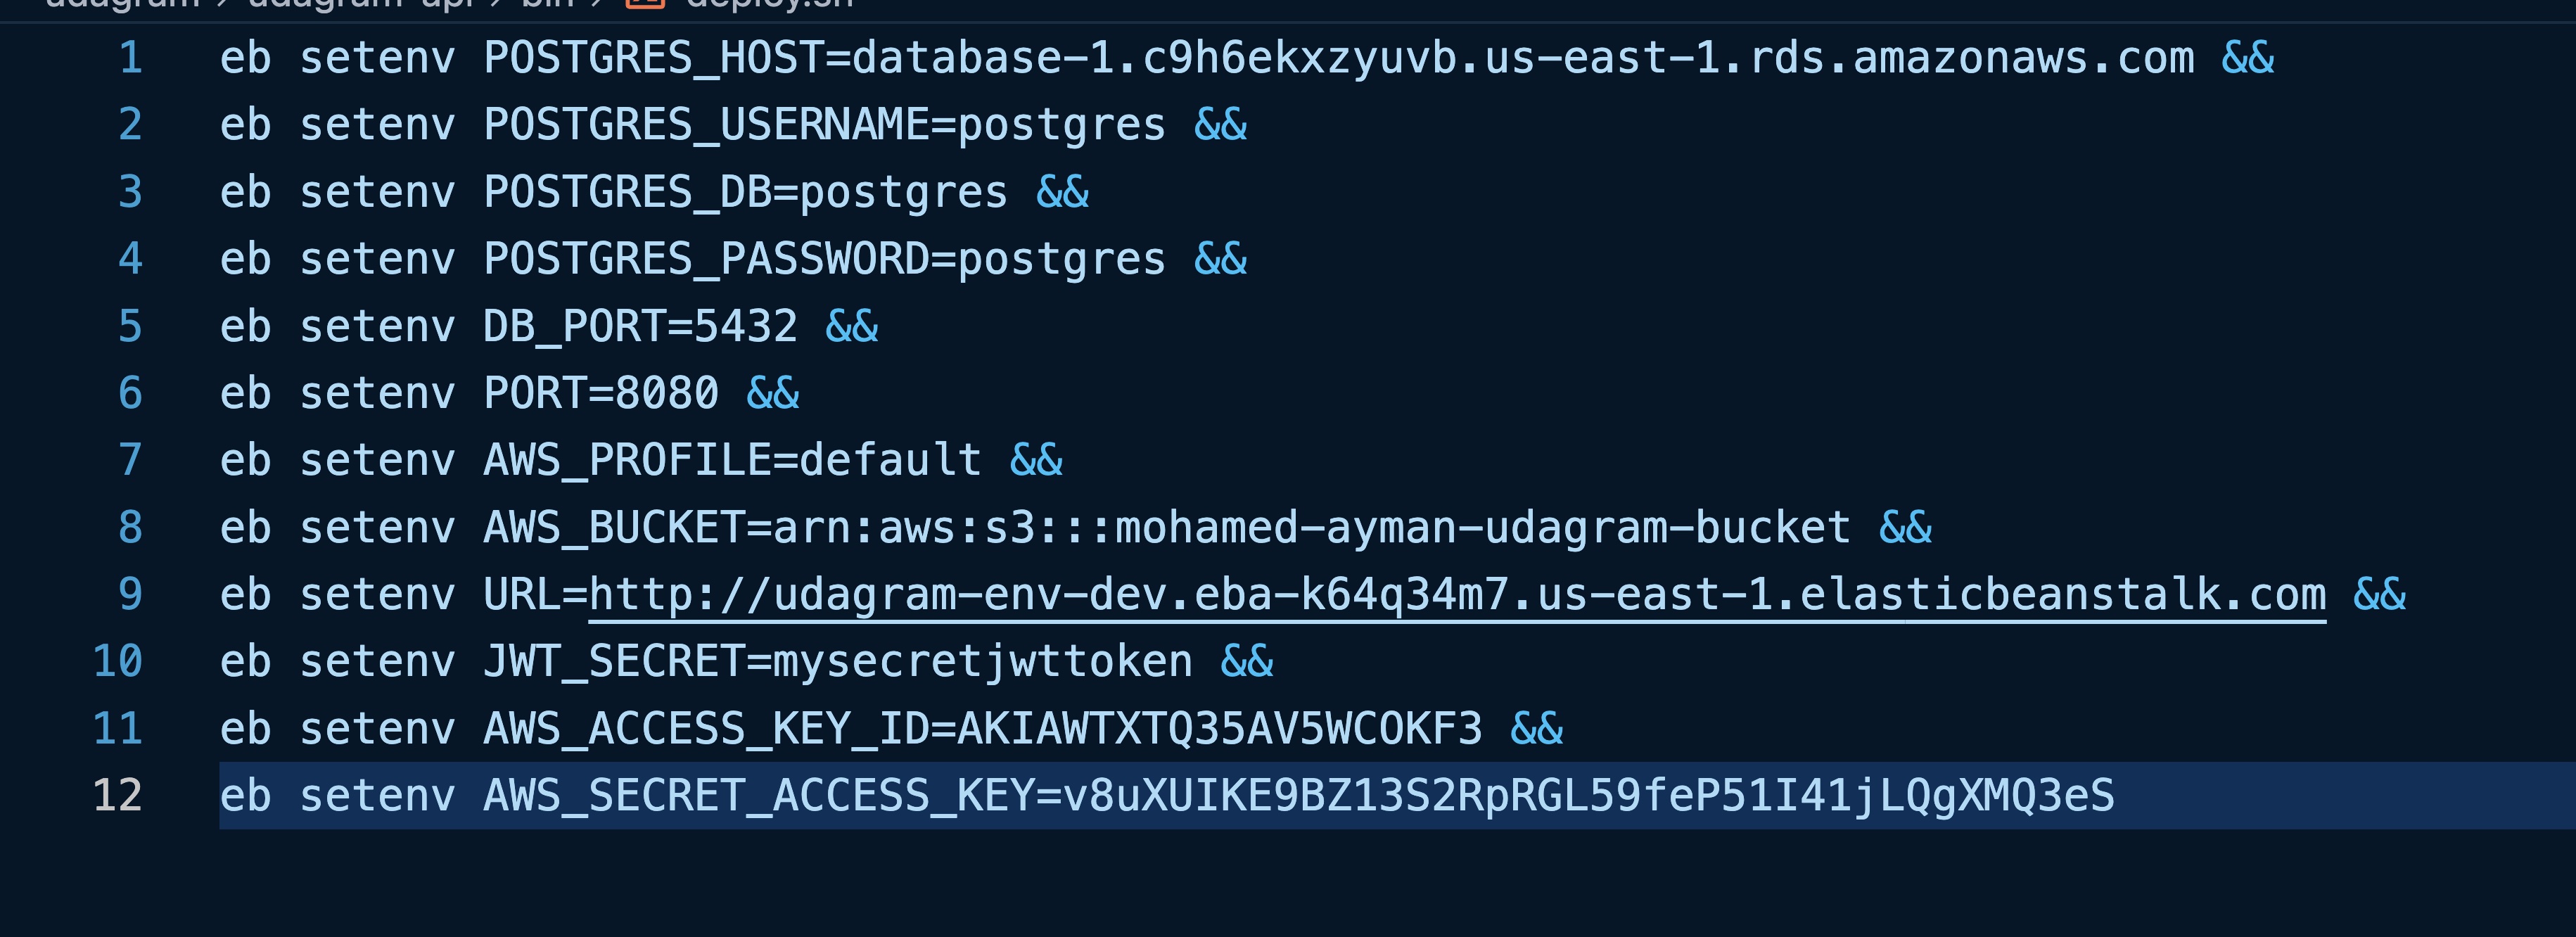 udagram > udagram-api > bin > deploy.sh
1 eb setenv POSTGRES_HOST=database-1.c9h6ekxzyuvb.us-east-1.rds.amazonaws.com &&
2 eb setenv POSTGRES_USERNAME=postgres &&
3 eb setenv POSTGRES_DB=postgres &&
4 eb setenv POSTGRES_PASSWORD=postgres &&
5 eb setenv DB_PORT=5432 &&
6 eb setenv PORT=8080 &&
7 eb setenv AWS_PROFILE=default &&
8 eb setenv AWS_BUCKET=arn:aws:s3:::mohamed-ayman-udagram-bucket &&
9 eb setenv URL=http://udagram-env-dev.eba-k64q34m7.us-east-1.elasticbeanstalk.com &&
10 eb setenv JWT_SECRET=mysecretjwttoken &&
11 eb setenv AWS_ACCESS_KEY_ID=AKIAWTXTQ35AV5WCOKF3 &&
12 eb setenv AWS_SECRET_ACCESS_KEY=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